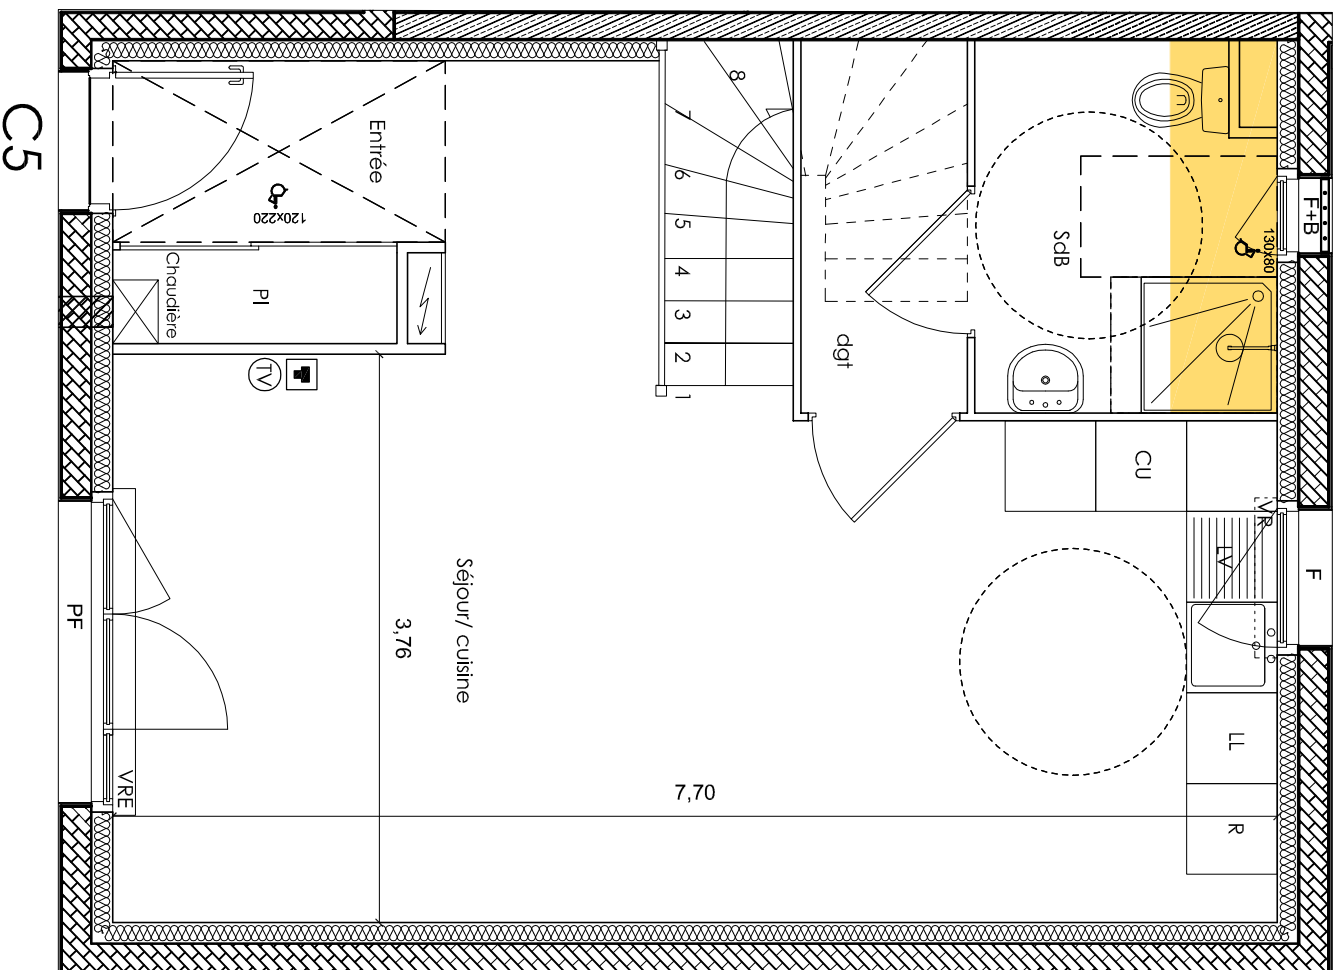 C5
Entrée
120x220
Chaudière
Pl
TV
8
7
6
5
4
3
2
1
dgt
SdB
130x80
F+B
CU
VR
LV
F
LL
R
Séjour/ cuisine
3,76
7,70
PF
VRE